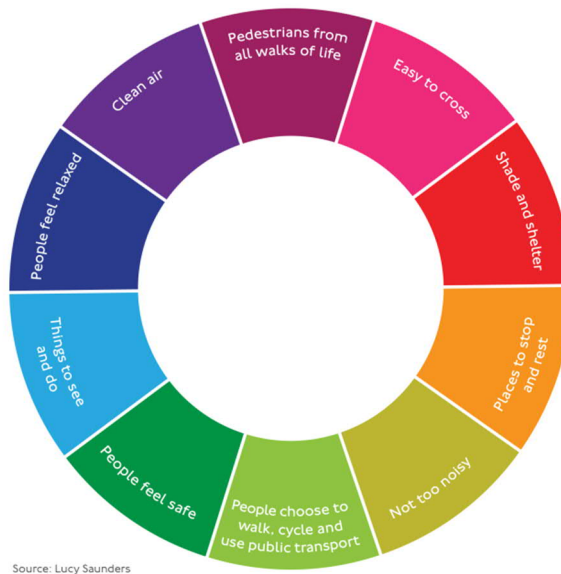 Pedestrians from
all walks of life
Easy to cross
Shade and shelter
Places to stop
and rest
Not too noisy
People choose to
walk, cycle and
use public transport
People feel safe
Things to see
and do
People feel relaxed
Clean air
Source: Lucy Saunders